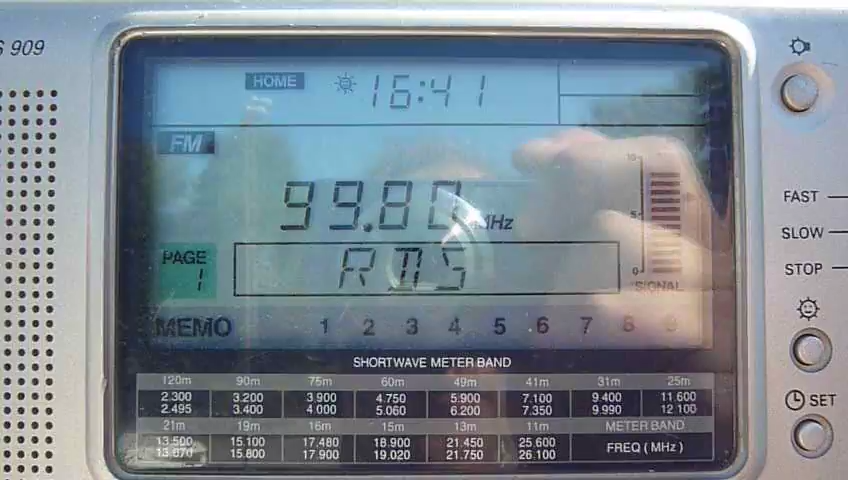 S 909
HOME 16:41
FM
99.80 MHz
10
5
0
SIGNAL
PAGE 1
RDS
MEMO 1 2 3 4 5 6 7 8 9
SHORTWAVE METER BAND
120m 90m 75m 60m 49m 41m 31m 25m
2.300 3.200 3.900 4.750 5.900 7.100 9.400 11.600
2.495 3.400 4.000 5.060 6.200 7.350 9.990 12.100
21m 19m 16m 15m 13m 11m METER BAND
13.500 15.100 17.480 18.900 21.450 25.600 FREQ ( MHz )
13.870 15.800 17.900 19.020 21.750 26.100
FAST
SLOW
STOP
SET